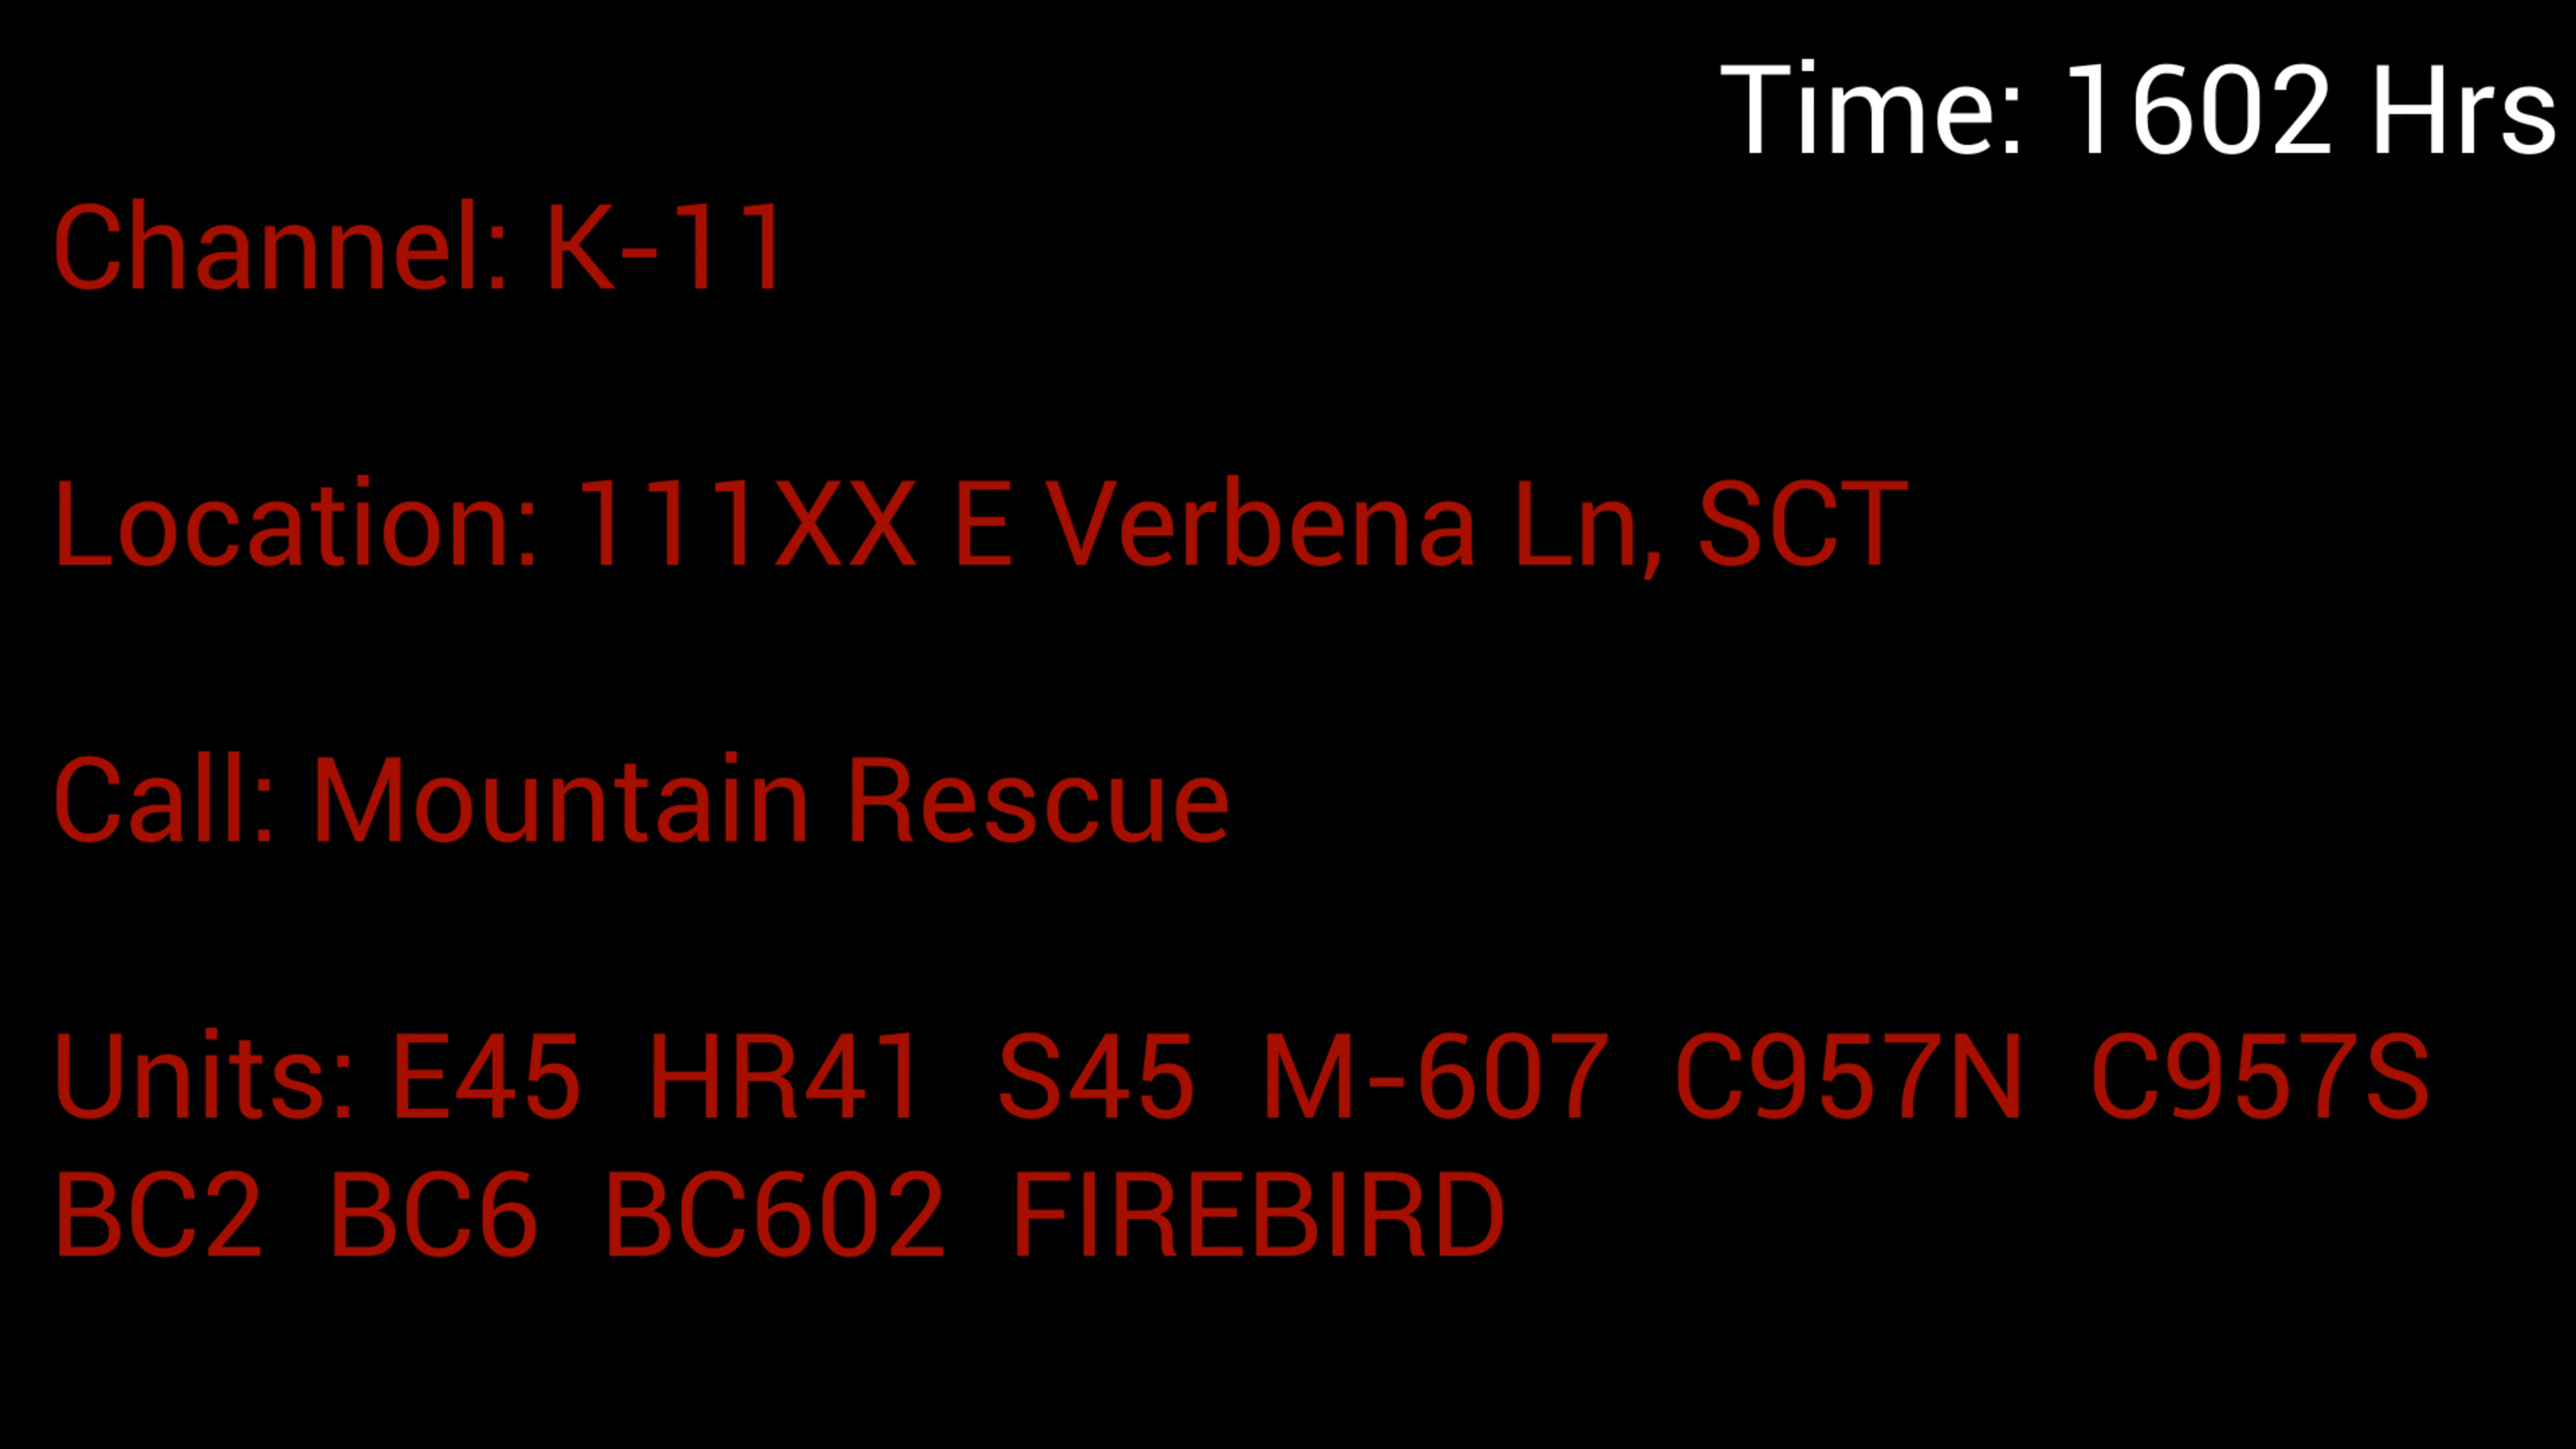 Time: 1602 Hrs
Channel: K-11
Location: 111XX E Verbena Ln, SCT
Call: Mountain Rescue
Units: E45 HR41 S45 M-607 C957N C957S
BC2 BC6 BC602 FIREBIRD